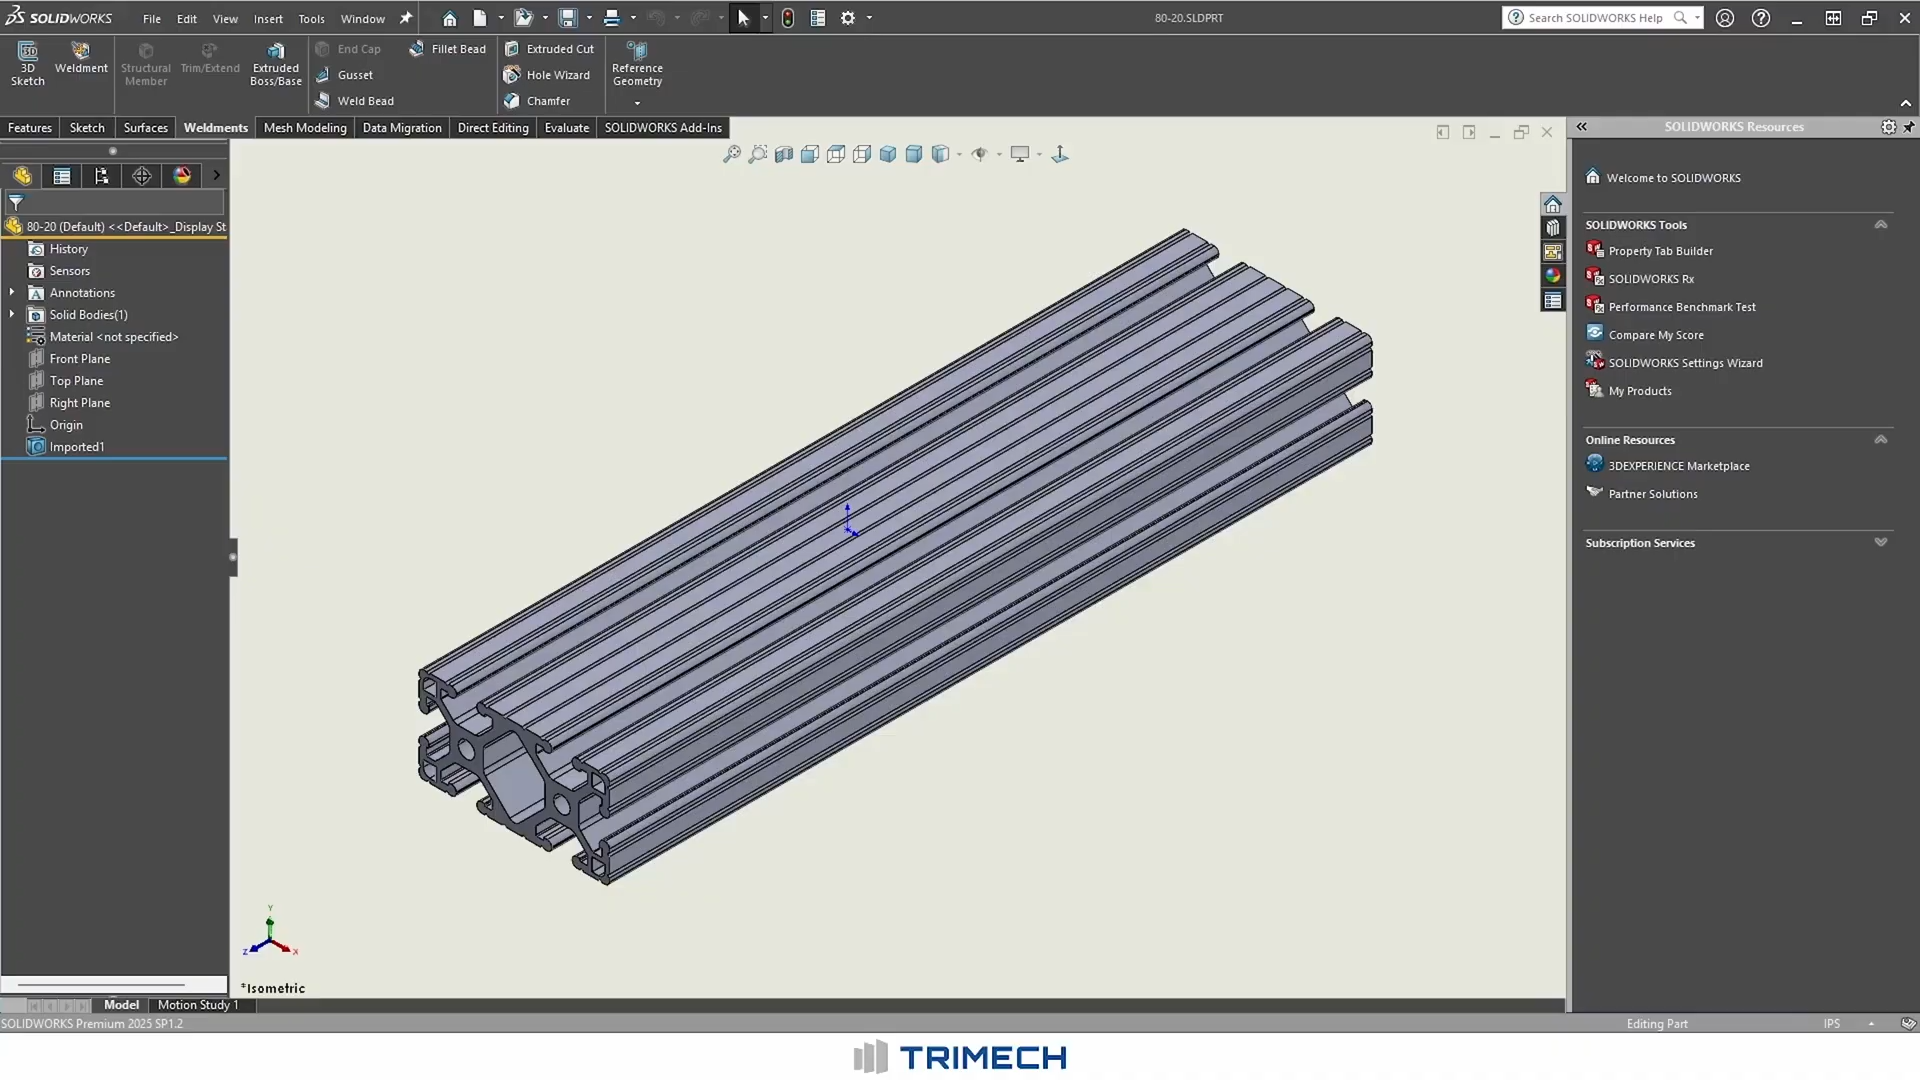 SOLIDWORKS
File
Edit
View
Insert
Tools
Window
80-20.SLDPRT
Search SOLIDWORKS Help
3D
Sketch
Weldment
Structural
Member
Trim/Extend
Extruded
Boss/Base
End Cap
Gusset
Weld Bead
Fillet Bead
Extruded Cut
Hole Wizard
Chamfer
Reference
Geometry
Features
Sketch
Surfaces
Weldments
Mesh Modeling
Data Migration
Direct Editing
Evaluate
SOLIDWORKS Add-Ins
80-20 (Default) <<Default>_Display St
History
Sensors
Annotations
Solid Bodies(1)
Material <not specified>
Front Plane
Top Plane
Right Plane
Origin
Imported1
Y
Z
X
*Isometric
SOLIDWORKS Resources
Welcome to SOLIDWORKS
SOLIDWORKS Tools
Property Tab Builder
SOLIDWORKS Rx
Performance Benchmark Test
Compare My Score
SOLIDWORKS Settings Wizard
My Products
Online Resources
3DEXPERIENCE Marketplace
Partner Solutions
Subscription Services
Model
Motion Study 1
SOLIDWORKS Premium 2025 SP1.2
Editing Part
IPS
TRIMECH